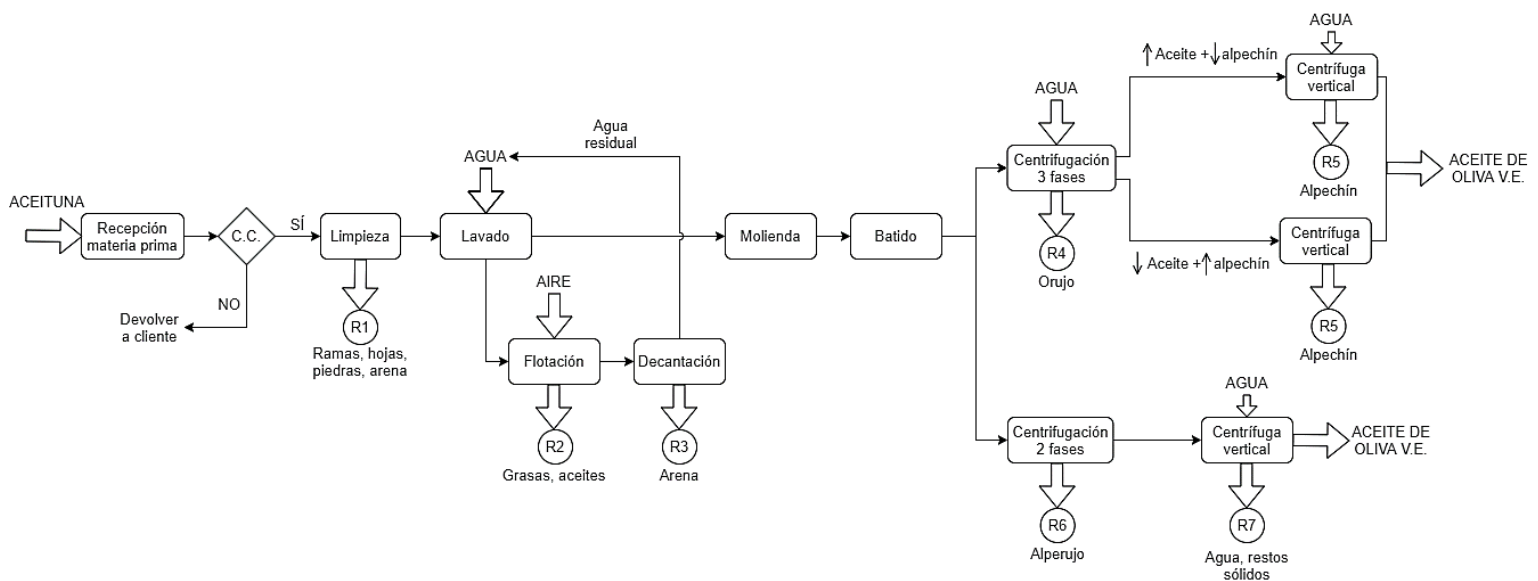 ACEITUNA
Recepción
materia prima
C.C.
SÍ
NO
Devolver
a cliente
Limpieza
R1
Ramas, hojas,
piedras, arena
AGUA
Agua
residual
Lavado
AIRE
Flotación
R2
Grasas, aceites
Decantación
R3
Arena
Molienda
Batido
AGUA
Centrifugación
3 fases
R4
Orujo
↑ Aceite +↓alpechín
AGUA
Centrífuga
vertical
R5
Alpechín
↓ Aceite +↑ alpechín
Centrífuga
vertical
R5
Alpechín
ACEITE DE
OLIVA V.E.
Centrifugación
2 fases
R6
Alperujo
AGUA
Centrífuga
vertical
R7
Agua, restos
sólidos
ACEITE DE
OLIVA V.E.